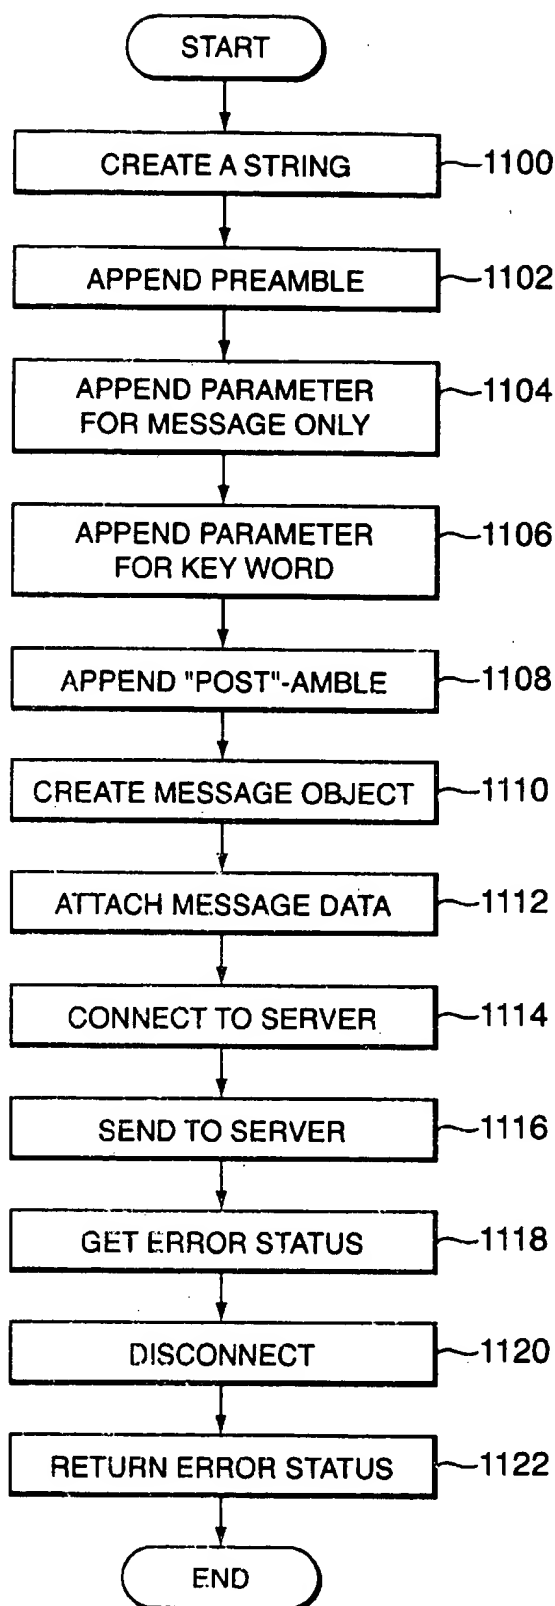 START
CREATE A STRING
1100
APPEND PREAMBLE
1102
APPEND PARAMETER
FOR MESSAGE ONLY
1104
APPEND PARAMETER
FOR KEY WORD
1106
APPEND "POST"-AMBLE
1108
CREATE MESSAGE OBJECT
1110
ATTACH MESSAGE DATA
1112
CONNECT TO SERVER
1114
SEND TO SERVER
1116
GET ERROR STATUS
1118
DISCONNECT
1120
RETURN ERROR STATUS
1122
END